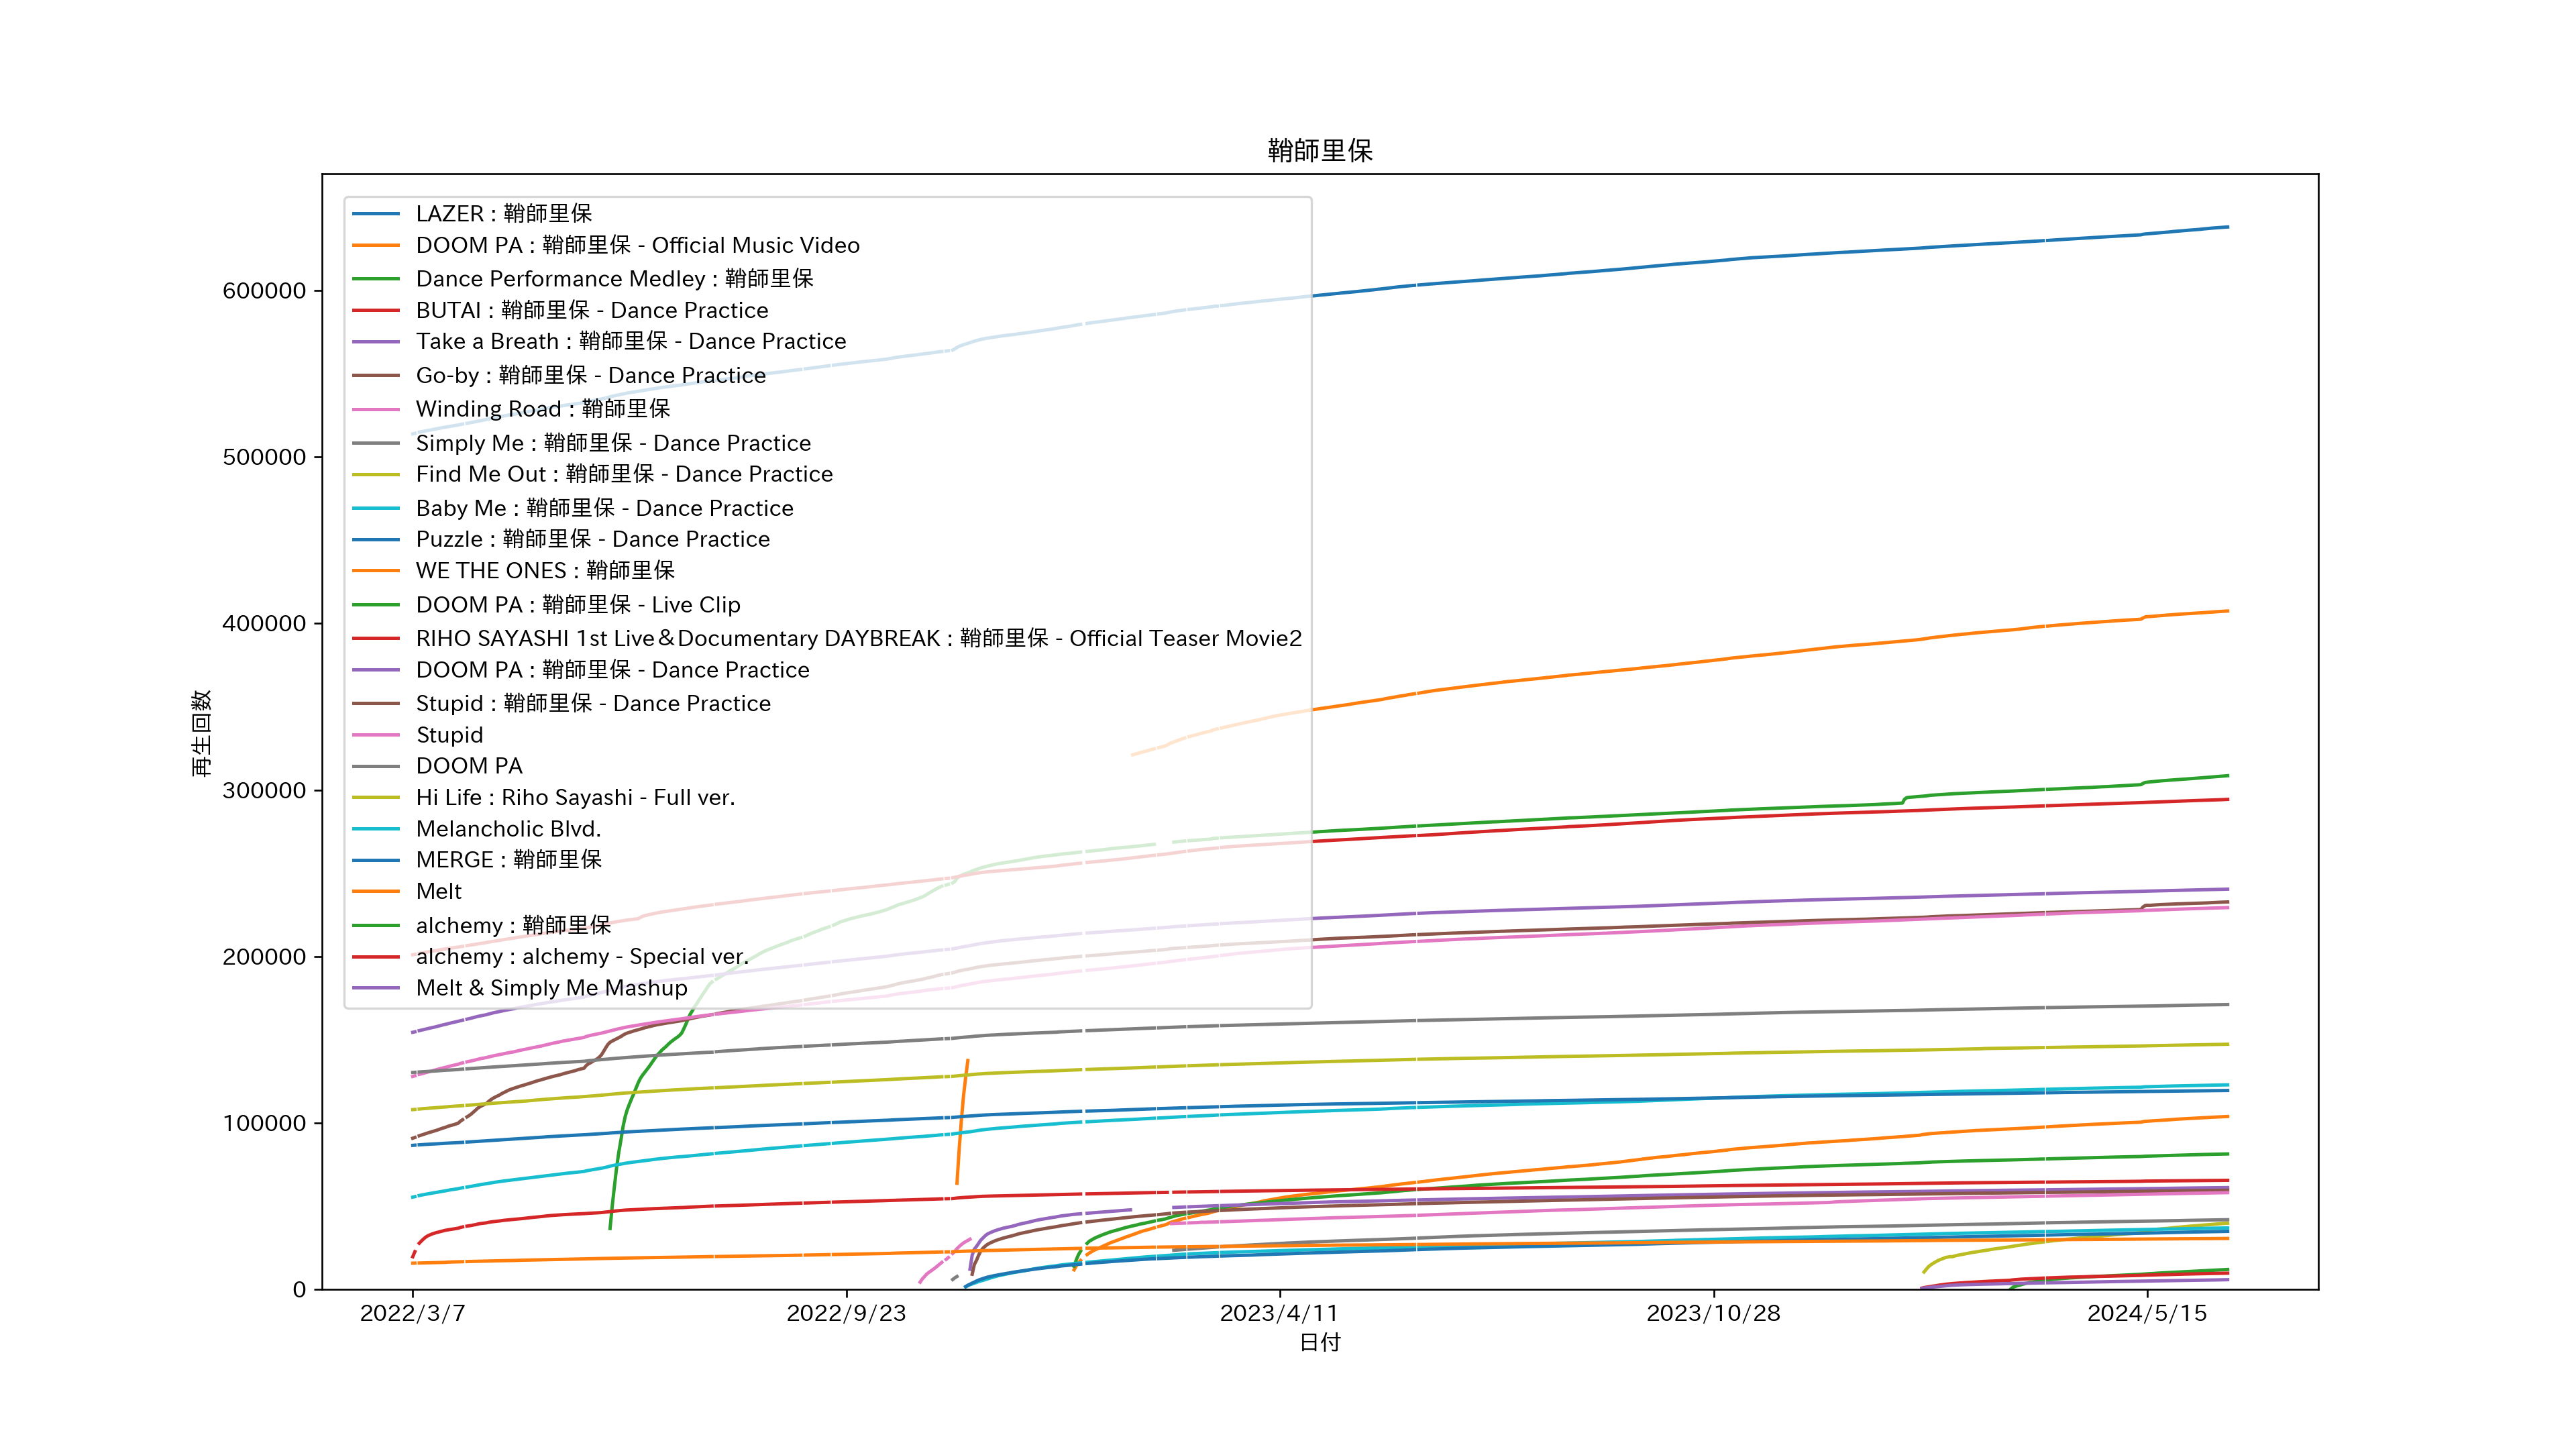 鞘師里保
LAZER : 鞘師里保
DOOM PA : 鞘師里保 - Official Music Video
Dance Performance Medley : 鞘師里保
BUTAI : 鞘師里保 - Dance Practice
Take a Breath : 鞘師里保 - Dance Practice
Go-by : 鞘師里保 - Dance Practice
Winding Road : 鞘師里保
Simply Me : 鞘師里保 - Dance Practice
Find Me Out : 鞘師里保 - Dance Practice
Baby Me : 鞘師里保 - Dance Practice
Puzzle : 鞘師里保 - Dance Practice
WE THE ONES : 鞘師里保
DOOM PA : 鞘師里保 - Live Clip
RIHO SAYASHI 1st Live＆Documentary DAYBREAK : 鞘師里保 - Official Teaser Movie2
DOOM PA : 鞘師里保 - Dance Practice
Stupid : 鞘師里保 - Dance Practice
Stupid
DOOM PA
Hi Life : Riho Sayashi - Full ver.
Melancholic Blvd.
MERGE : 鞘師里保
Melt
alchemy : 鞘師里保
alchemy : alchemy - Special ver.
Melt & Simply Me Mashup
600000
500000
400000
300000
200000
100000
0
再生回数
2022/3/7
2022/9/23
2023/4/11
2023/10/28
2024/5/15
日付